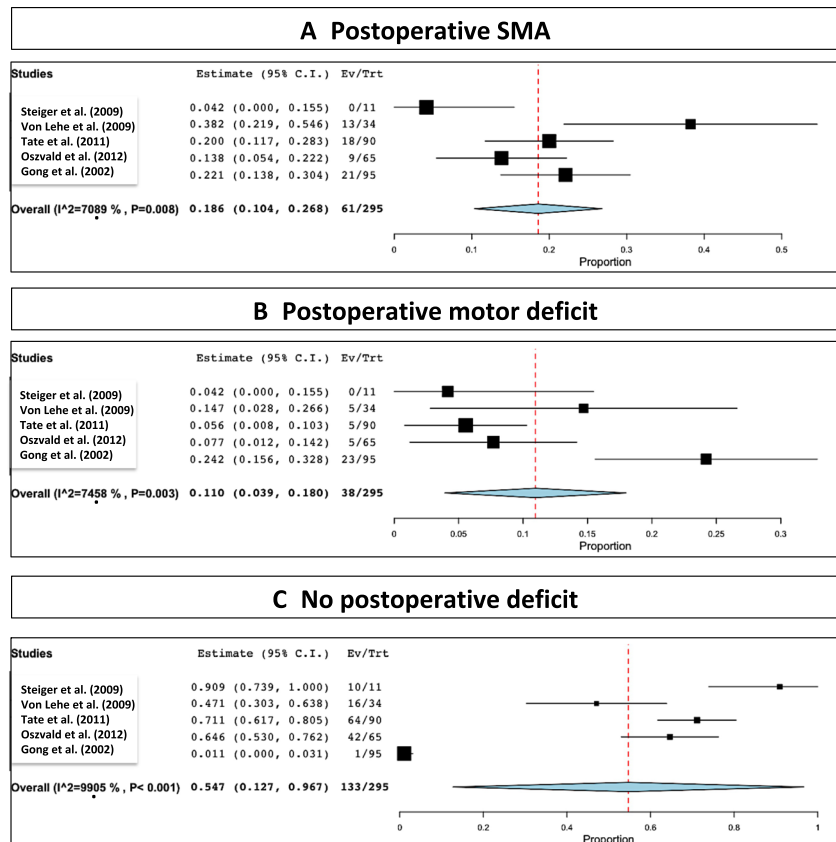 A Postoperative SMA
Studies Estimate (95% C.I.) Ev/Trt
Steiger et al. (2009) 0.042 (0.000, 0.155) 0/11
Von Lehe et al. (2009) 0.382 (0.219, 0.546) 13/34
Tate et al. (2011) 0.200 (0.117, 0.283) 18/90
Oszvald et al. (2012) 0.138 (0.054, 0.222) 9/65
Gong et al. (2002) 0.221 (0.138, 0.304) 21/95
Overall (I^2=7089 % , P=0.008) 0.186 (0.104, 0.268) 61/295
0 0.1 0.2 0.3 0.4 0.5
Proportion
B Postoperative motor deficit
Studies Estimate (95% C.I.) Ev/Trt
Steiger et al. (2009) 0.042 (0.000, 0.155) 0/11
Von Lehe et al. (2009) 0.147 (0.028, 0.266) 5/34
Tate et al. (2011) 0.056 (0.008, 0.103) 5/90
Oszvald et al. (2012) 0.077 (0.012, 0.142) 5/65
Gong et al. (2002) 0.242 (0.156, 0.328) 23/95
Overall (I^2=7458 % , P=0.003) 0.110 (0.039, 0.180) 38/295
0 0.05 0.1 0.15 0.2 0.25 0.3
Proportion
C No postoperative deficit
Studies Estimate (95% C.I.) Ev/Trt
Steiger et al. (2009) 0.909 (0.739, 1.000) 10/11
Von Lehe et al. (2009) 0.471 (0.303, 0.638) 16/34
Tate et al. (2011) 0.711 (0.617, 0.805) 64/90
Oszvald et al. (2012) 0.646 (0.530, 0.762) 42/65
Gong et al. (2002) 0.011 (0.000, 0.031) 1/95
Overall (I^2=9905 % , P< 0.001) 0.547 (0.127, 0.967) 133/295
0 0.2 0.4 0.6 0.8 1
Proportion